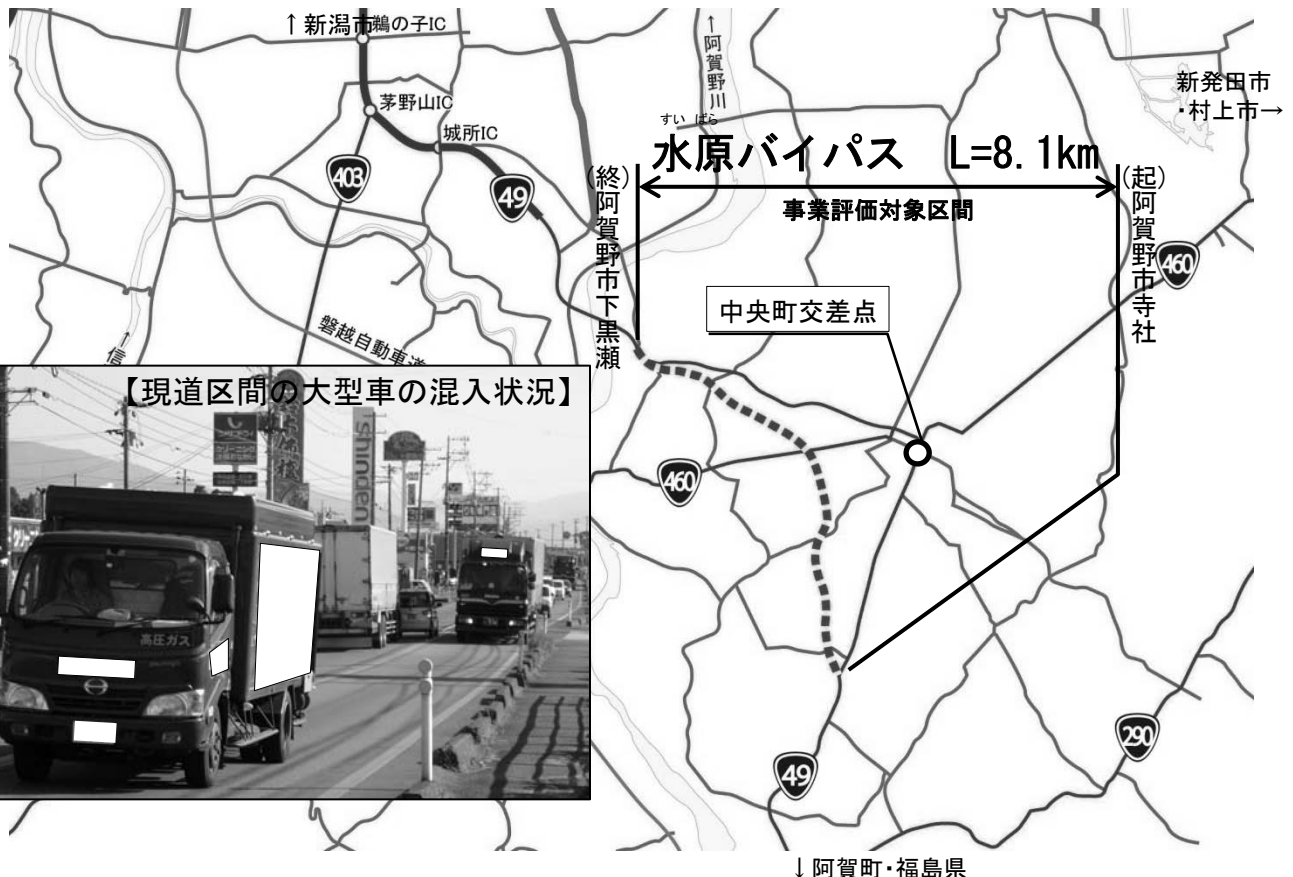 ↑新潟市
鵜の子IC
茅野山IC
城所IC
403
49
←阿賀野川
新発田市
・村上市→
すい ばら
水原バイパス L=8.1km
事業評価対象区間
(終)阿賀野市下黒瀬
(起)阿賀野市寺社
460
中央町交差点
磐越自動車道
←信
460
【現道区間の大型車の混入状況】
shinden
高圧ガス
49
290
↓阿賀町・福島県